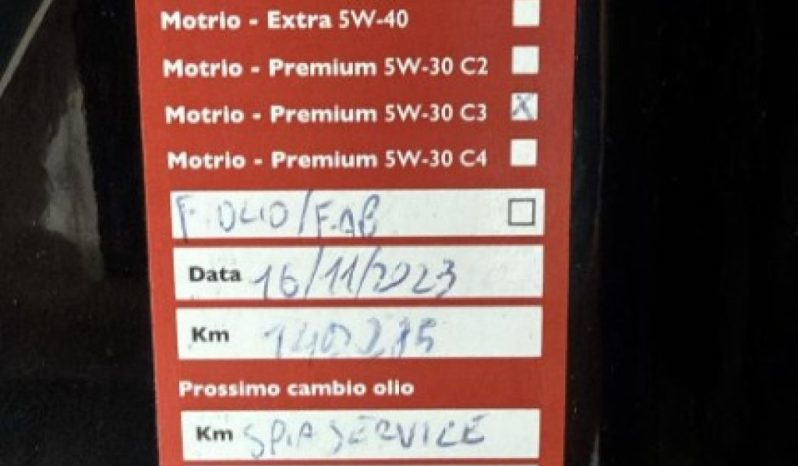 Motrio - Extra 5W-40
Motrio - Premium 5W-30 C2
Motrio - Premium 5W-30 C3 X
Motrio - Premium 5W-30 C4
F. OLIO/F.AB
Data 16/11/2023
Km 140285
Prossimo cambio olio
Km SPIA SERVICE